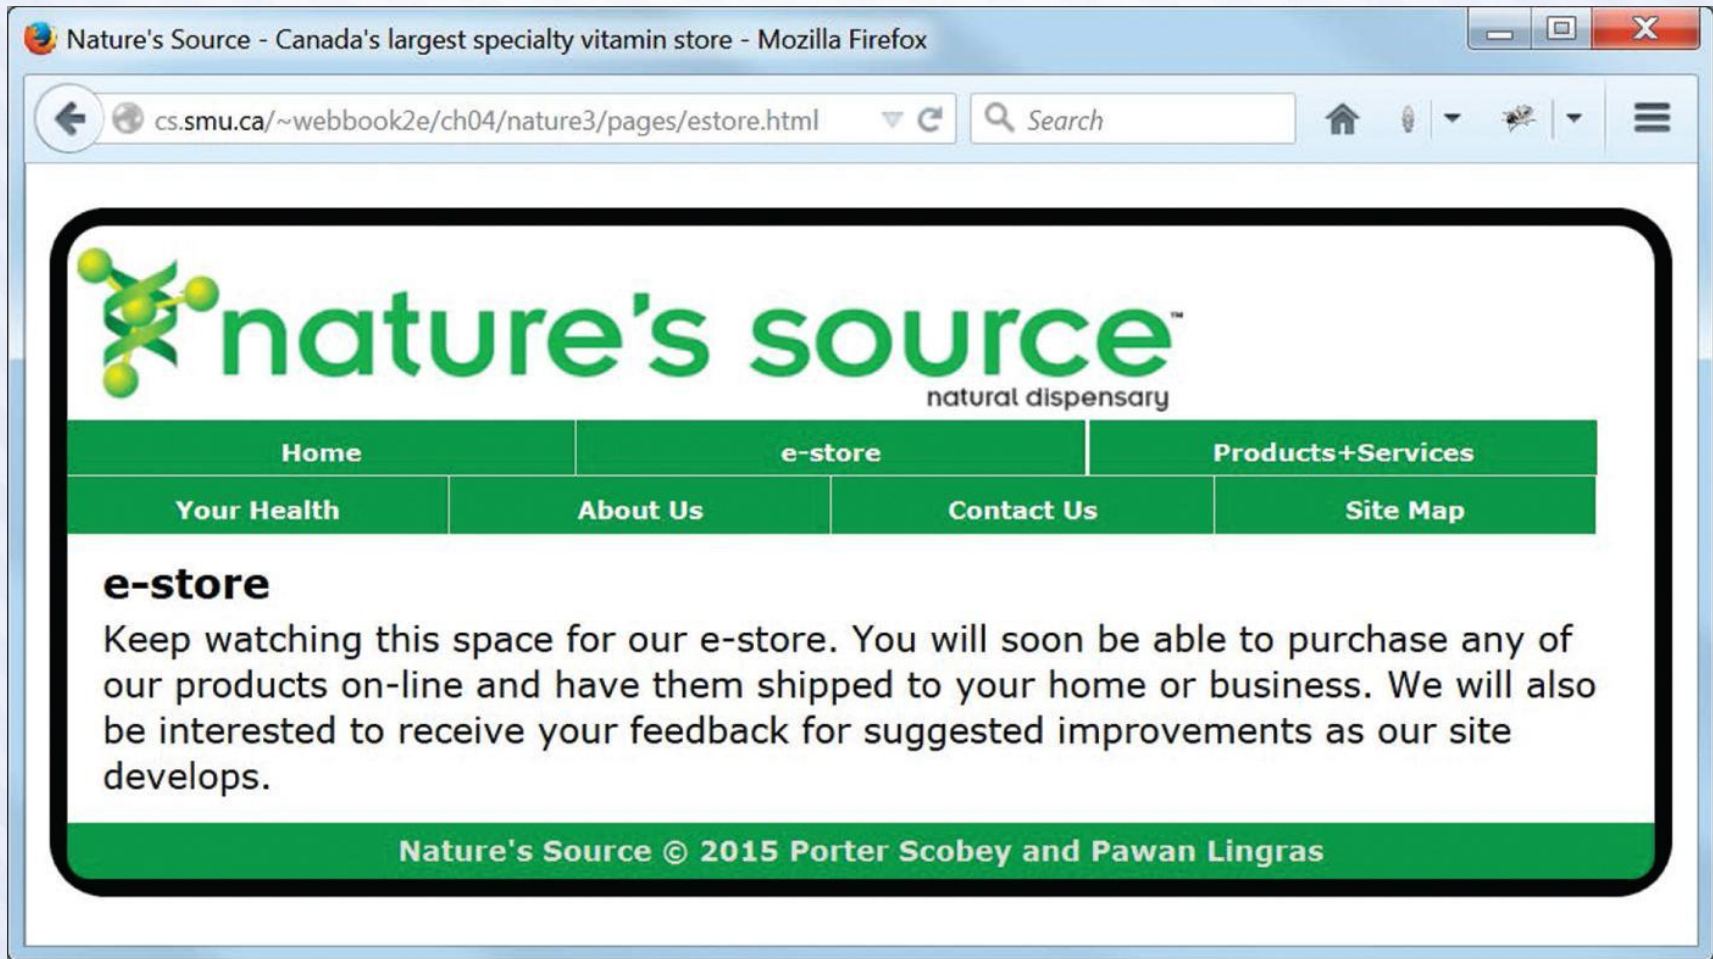 Nature's Source - Canada's largest specialty vitamin store - Mozilla Firefox
cs.smu.ca/~webbook2e/ch04/nature3/pages/estore.html
Search
nature's source™
natural dispensary
Home e-store Products+Services
Your Health About Us Contact Us Site Map
e-store
Keep watching this space for our e-store. You will soon be able to purchase any of
our products on-line and have them shipped to your home or business. We will also
be interested to receive your feedback for suggested improvements as our site
develops.
Nature's Source © 2015 Porter Scobey and Pawan Lingras